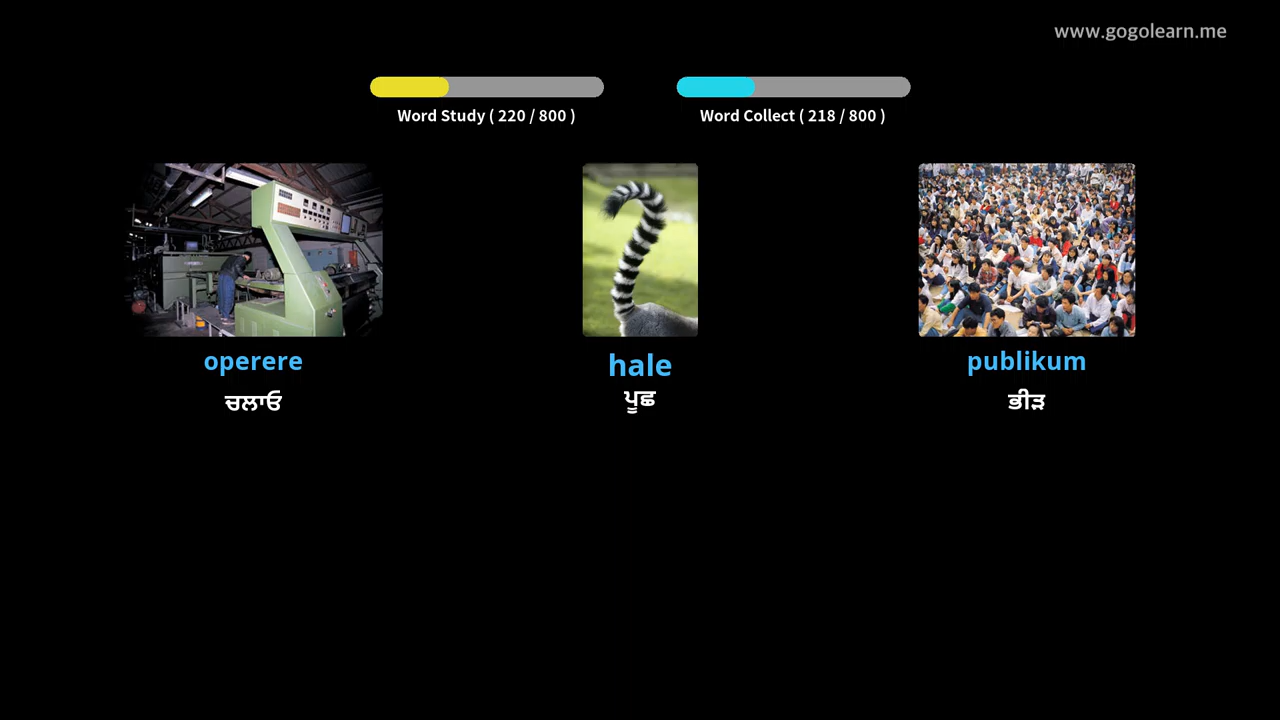 www.gogolearn.me
Word Study ( 220 / 800 )
Word Collect ( 218 / 800 )
operere
ਚਲਾਓ
hale
ਪੂਛ
publikum
ਭੀੜ